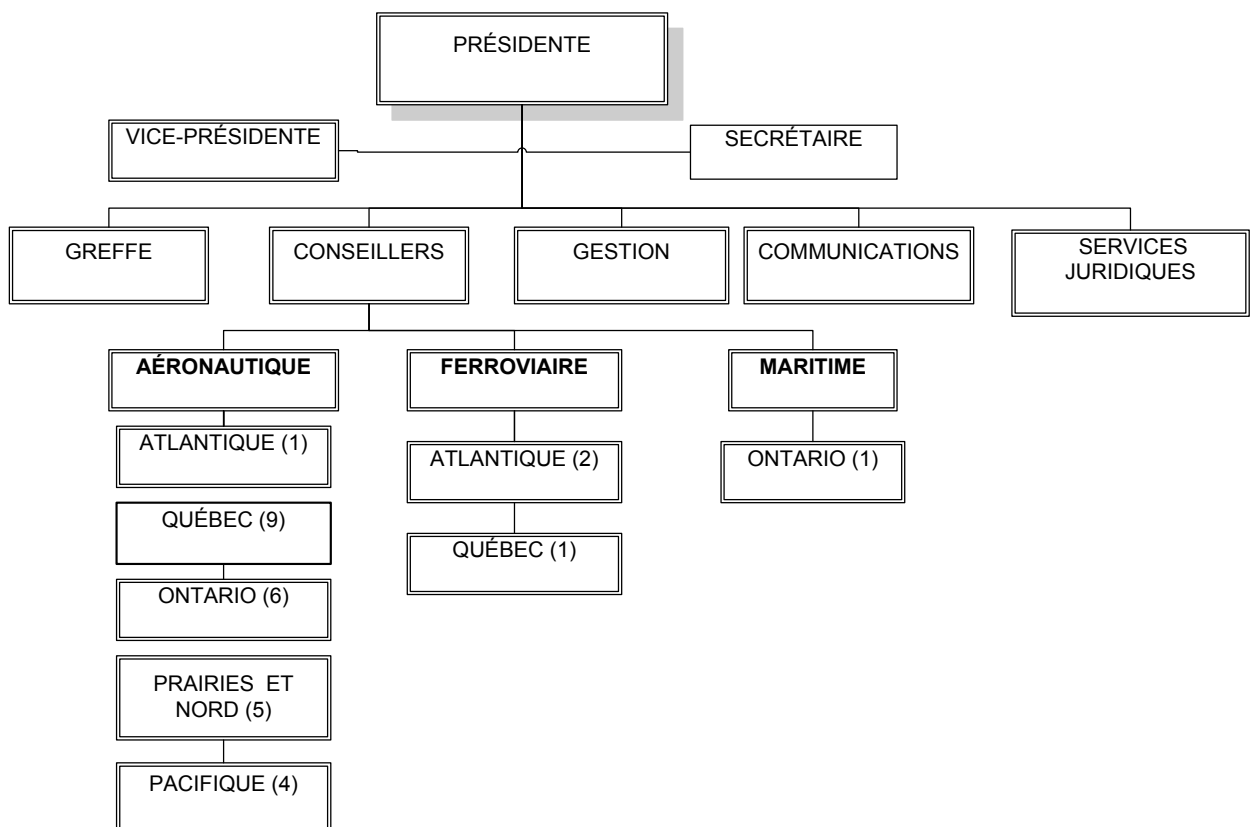 PRÉSIDENTE
VICE-PRÉSIDENTE
SECRÉTAIRE
GREFFE
CONSEILLERS
GESTION
COMMUNICATIONS
SERVICES
JURIDIQUES
AÉRONAUTIQUE
FERROVIAIRE
MARITIME
ATLANTIQUE (1)
QUÉBEC (9)
ONTARIO (6)
PRAIRIES ET
NORD (5)
PACIFIQUE (4)
ATLANTIQUE (2)
QUÉBEC (1)
ONTARIO (1)